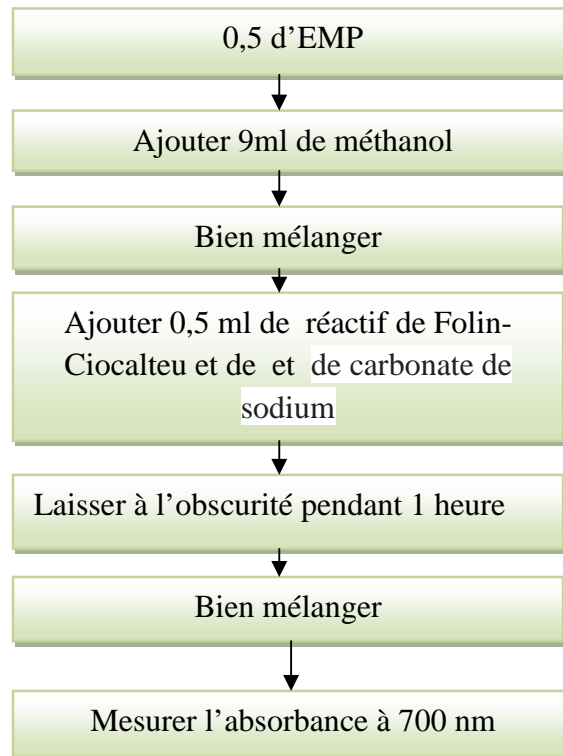 0,5 d’EMP
Ajouter 9ml de méthanol
Bien mélanger
Ajouter 0,5 ml de réactif de Folin-
Ciocalteu et de et de carbonate de
sodium
Laisser à l’obscurité pendant 1 heure
Bien mélanger
Mesurer l’absorbance à 700 nm